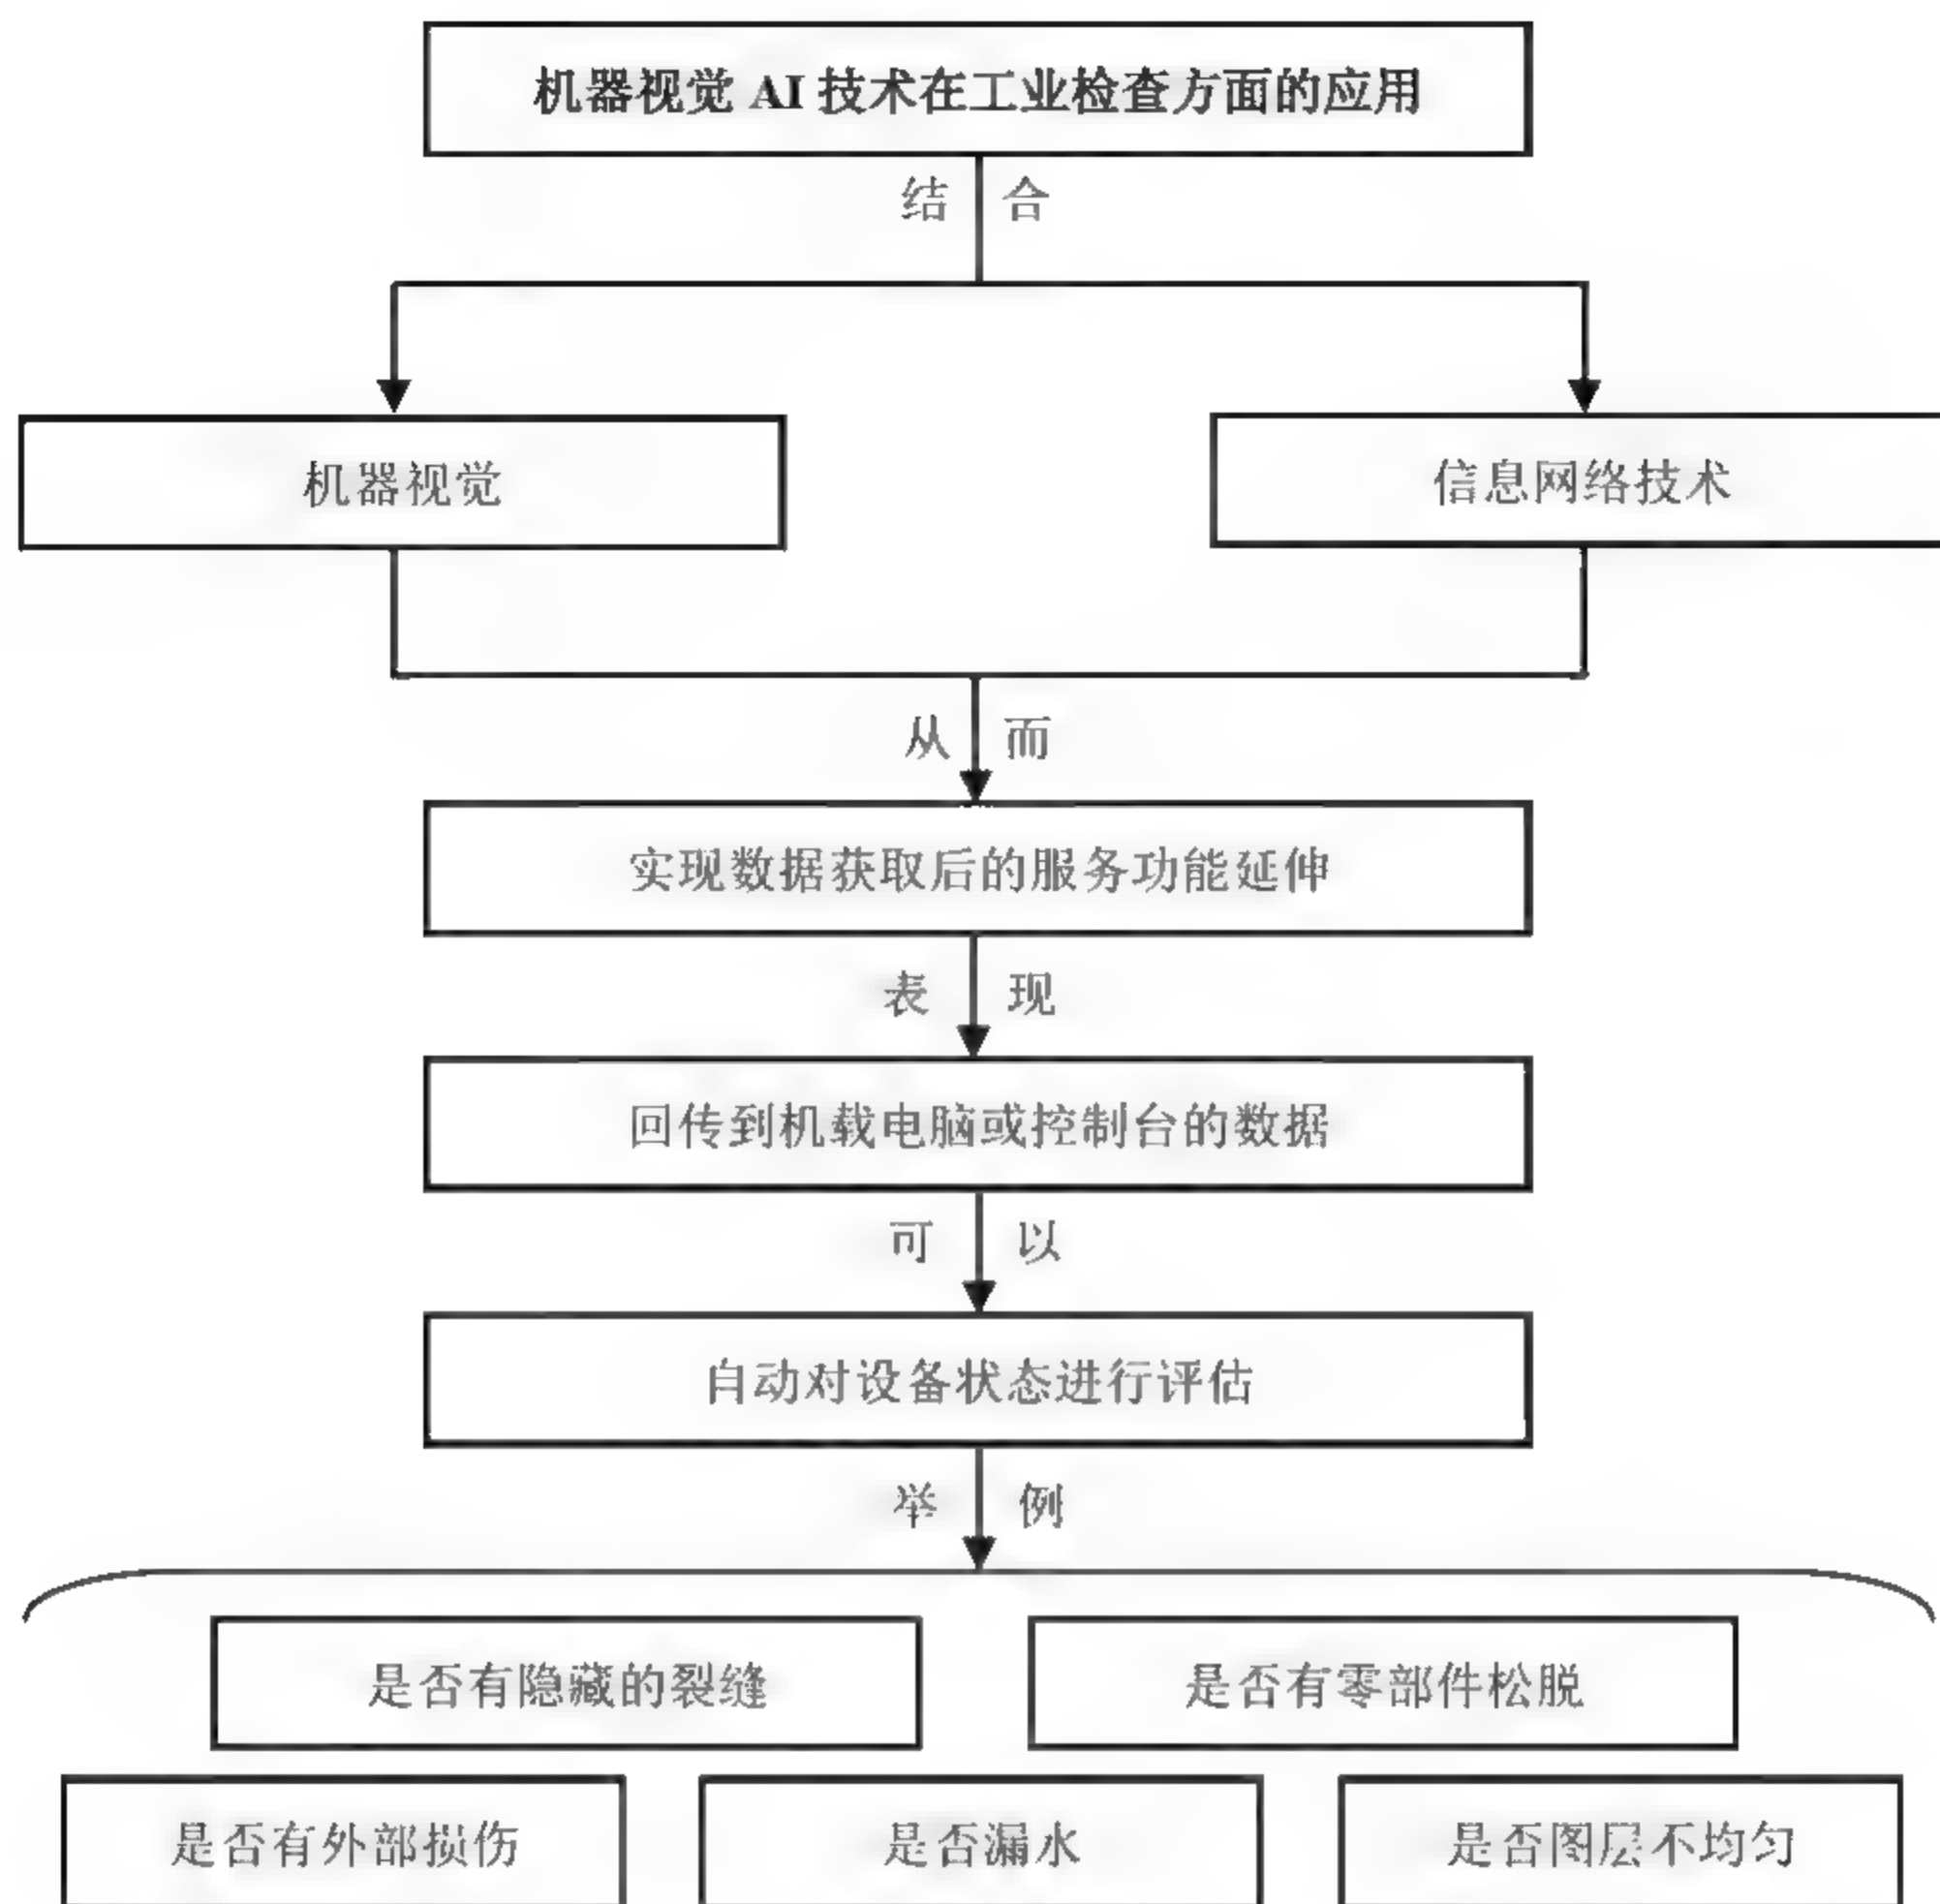 机器视觉 AI 技术在工业检查方面的应用
结合
机器视觉
信息网络技术
从而
实现数据获取后的服务功能延伸
表现
回传到机载电脑或控制台的数据
可以
自动对设备状态进行评估
举例
是否有隐藏的裂缝
是否有零部件松脱
是否有外部损伤
是否漏水
是否图层不均匀